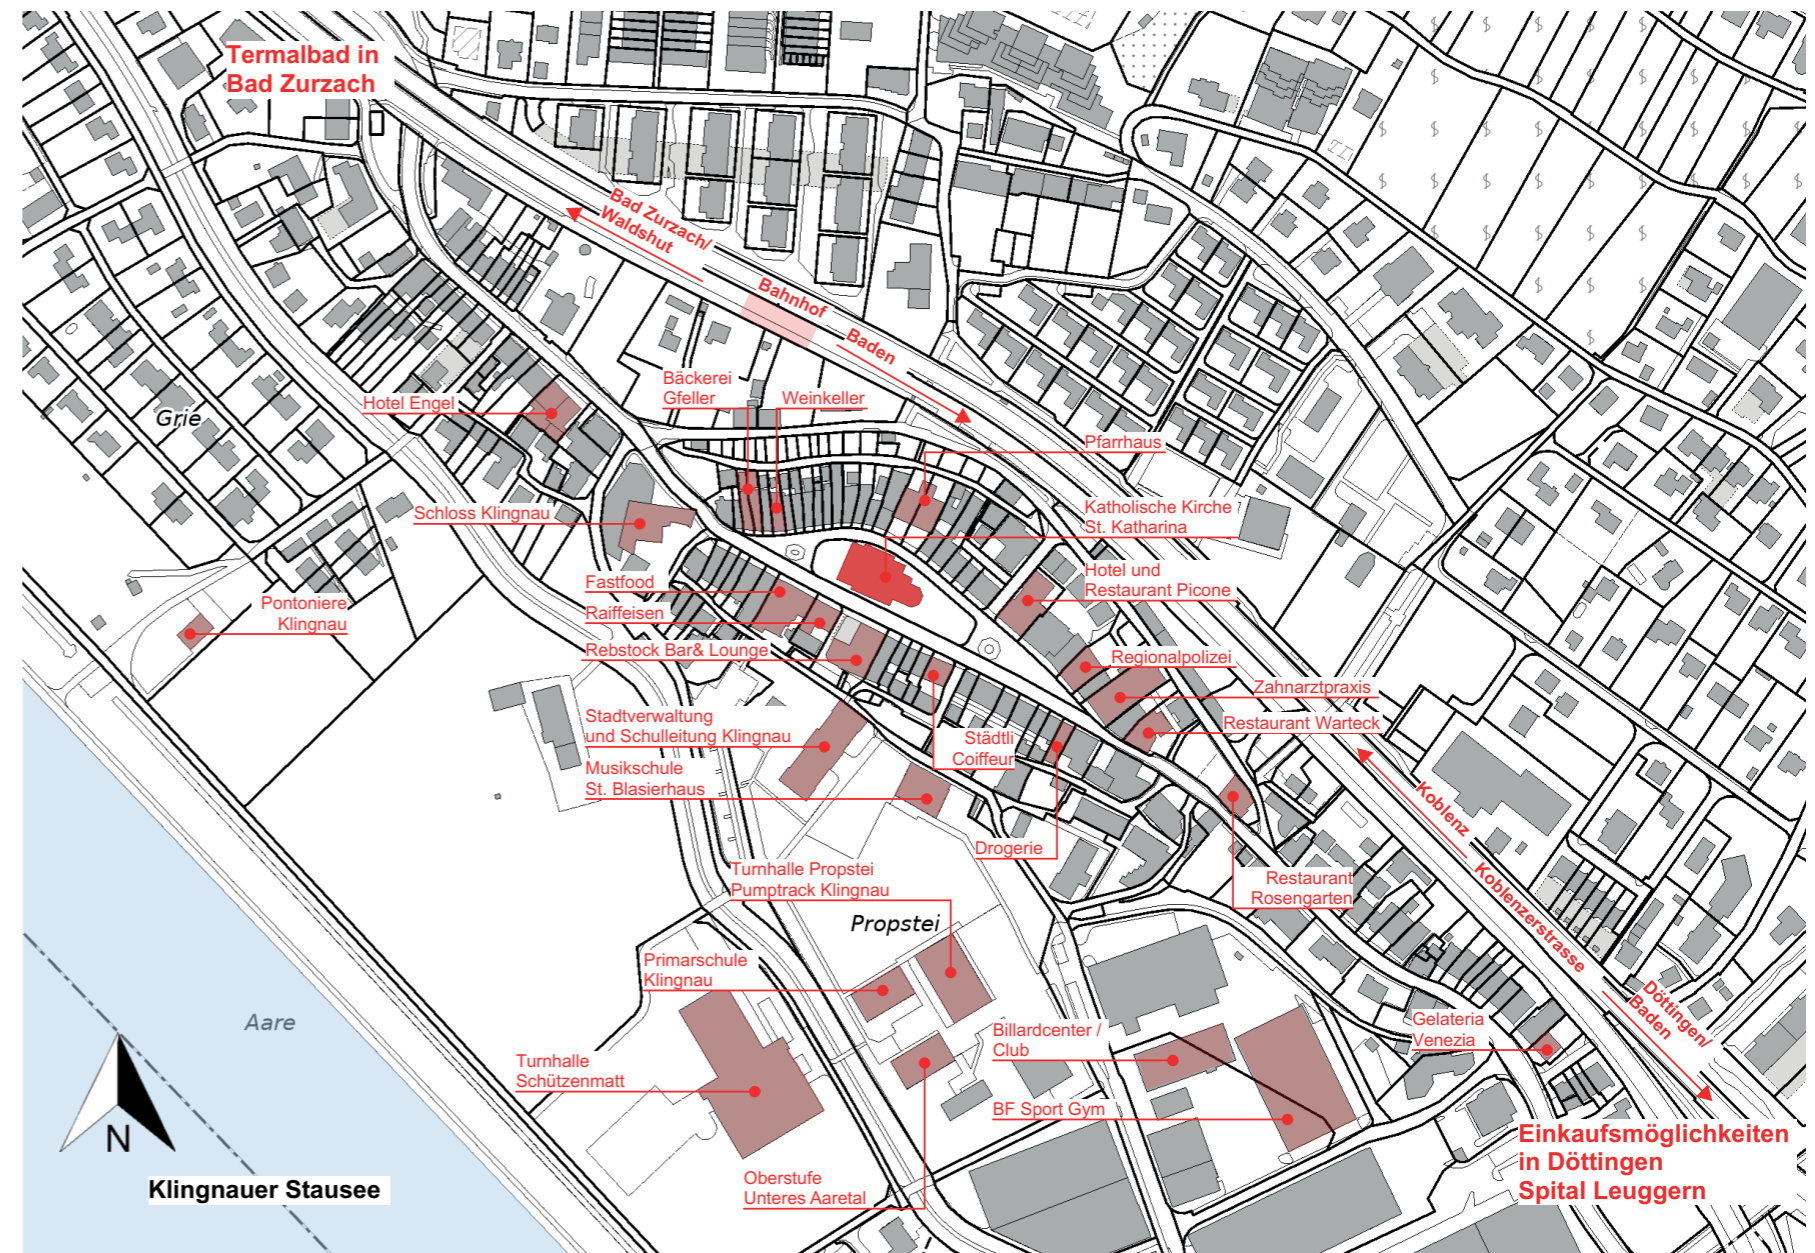 Termalbad in
Bad Zurzach
Bad Zurzach/
Waldshut
Bahnhof
Baden
Bäckerei
Gfeller
Weinkeller
Hotel Engel
Grie
Pfarrhaus
Schloss Klingnau
Katholische Kirche
St. Katharina
Fastfood
Hotel und
Restaurant Picone
Pontoniere
Klingnau
Raiffeisen
Rebstock Bar& Lounge
Regionalpolizei
Zahnarztpraxis
Stadtverwaltung
und Schulleitung Klingnau
Restaurant Warteck
Städtli
Coiffeur
Musikschule
St. Blasierhaus
Koblenz
Drogerie
Turnhalle Propstei
Pumptrack Klingnau
Restaurant
Rosengarten
Koblenzerstrasse
Propstei
Primarschule
Klingnau
Döttingen/
Baden
Aare
Billardcenter /
Club
Gelateria
Venezia
Turnhalle
Schützenmatt
BF Sport Gym
N
Einkaufsmöglichkeiten
in Döttingen
Spital Leuggern
Oberstufe
Unteres Aaretal
Klingnauer Stausee